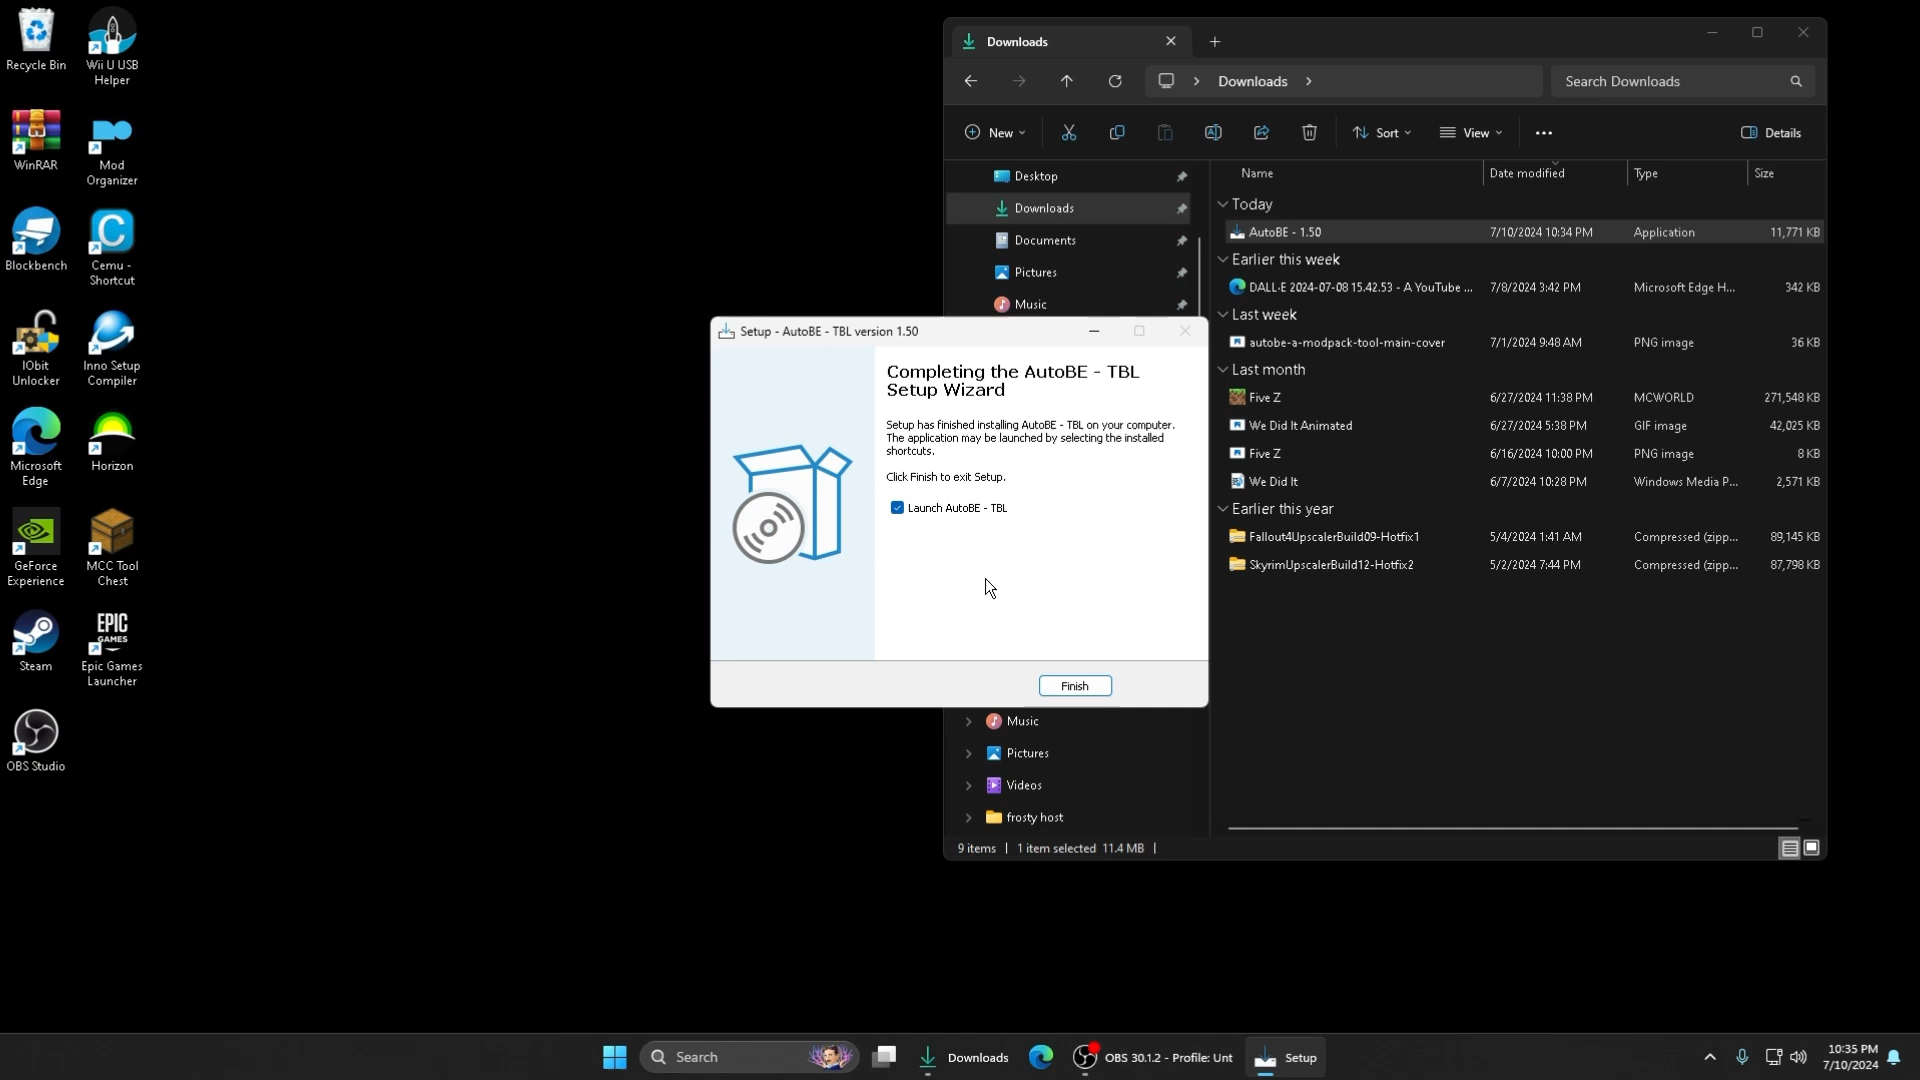 Recycle Bin
Wii U USB
Helper
WinRAR
Mod
Organizer
Blockbench
Cemu -
Shortcut
IObit
Unlocker
Inno Setup
Compiler
Microsoft
Edge
Horizon
GeForce
Experience
MCC Tool
Chest
Steam
EPIC
GAMES
Epic Games
Launcher
OBS Studio
Downloads
Downloads
Search Downloads
New
Sort
View
Details
Desktop
Downloads
Documents
Pictures
Music
Name Date modified Type Size
Today
AutoBE - 1.50 7/10/2024 10:34 PM Application 11,771 KB
Earlier this week
DALL·E 2024-07-08 15.42.53 - A YouTube ... 7/8/2024 3:42 PM Microsoft Edge H... 342 KB
Last week
autobe-a-modpack-tool-main-cover 7/1/2024 9:48 AM PNG image 36 KB
Last month
Five Z 6/27/2024 11:38 PM MCWORLD 271,548 KB
We Did It Animated 6/27/2024 5:38 PM GIF image 42,025 KB
Five Z 6/16/2024 10:00 PM PNG image 8 KB
We Did It 6/7/2024 10:28 PM Windows Media P... 2,571 KB
Earlier this year
Fallout4UpscalerBuild09-Hotfix1 5/4/2024 1:41 AM Compressed (zipp... 89,145 KB
SkyrimUpscalerBuild12-Hotfix2 5/2/2024 7:44 PM Compressed (zipp... 87,798 KB
Setup - AutoBE - TBL version 1.50
Completing the AutoBE - TBL
Setup Wizard
Setup has finished installing AutoBE - TBL on your computer.
The application may be launched by selecting the installed
shortcuts.
Click Finish to exit Setup.
Launch AutoBE - TBL
Finish
Music
Pictures
Videos
frosty host
9 items 1 item selected 11.4 MB
Search
Downloads
OBS 30.1.2 - Profile: Unt
Setup
10:35 PM
7/10/2024